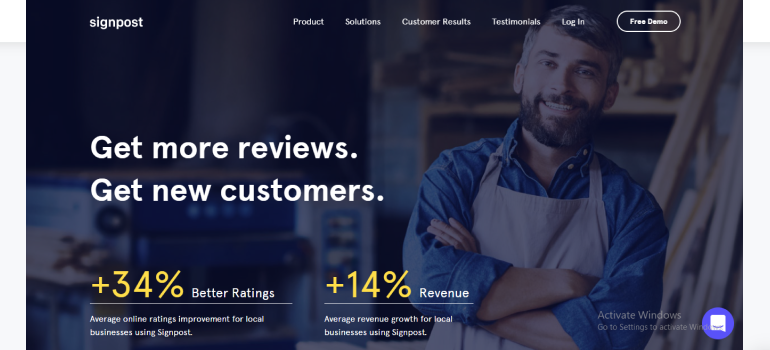 signpost
Product Solutions Customer Results Testimonials Log In Free Demo
Get more reviews.
Get new customers.
+34% Better Ratings
+14% Revenue
Average online ratings improvement for local
businesses using Signpost.
Average revenue growth for local
businesses using Signpost.
Activate Windows
Go to Settings to activate